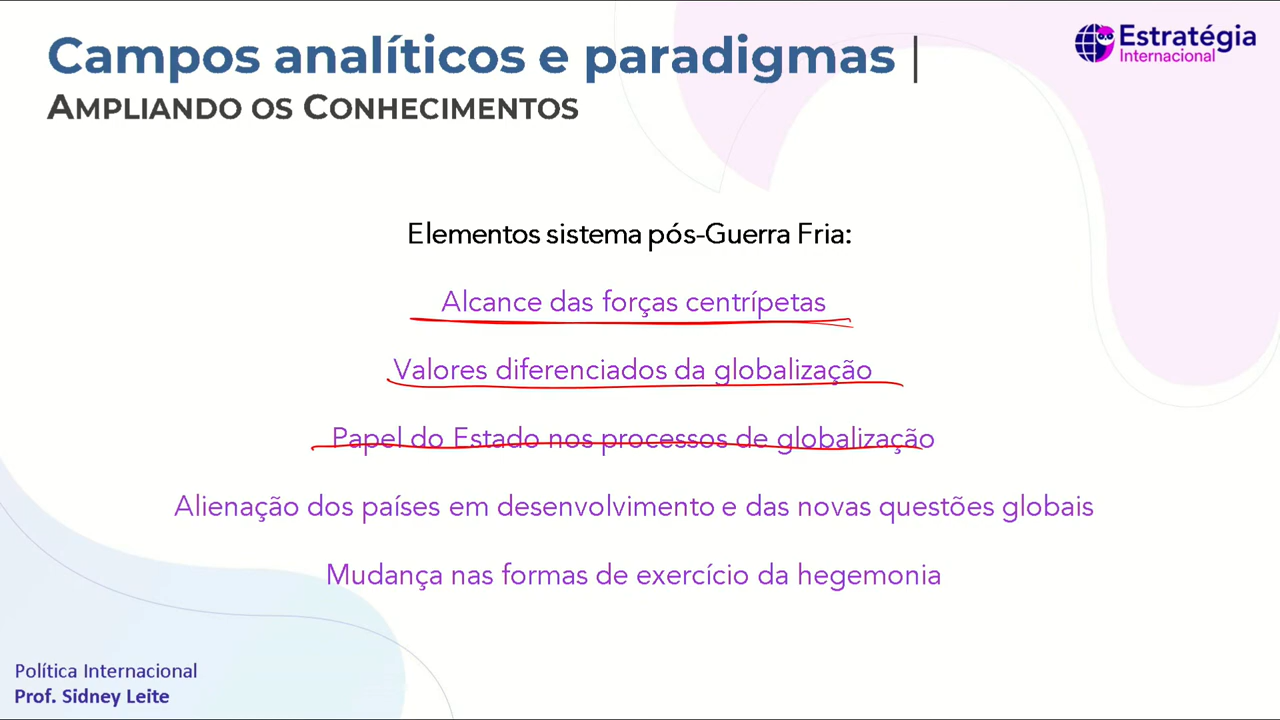 Campos analíticos e paradigmas |
AMPLIANDO OS CONHECIMENTOS
Estratégia
Internacional
Elementos sistema pós-Guerra Fria:
Alcance das forças centrípetas
Valores diferenciados da globalização
Papel do Estado nos processos de globalização
Alienação dos países em desenvolvimento e das novas questões globais
Mudança nas formas de exercício da hegemonia
Política Internacional
Prof. Sidney Leite